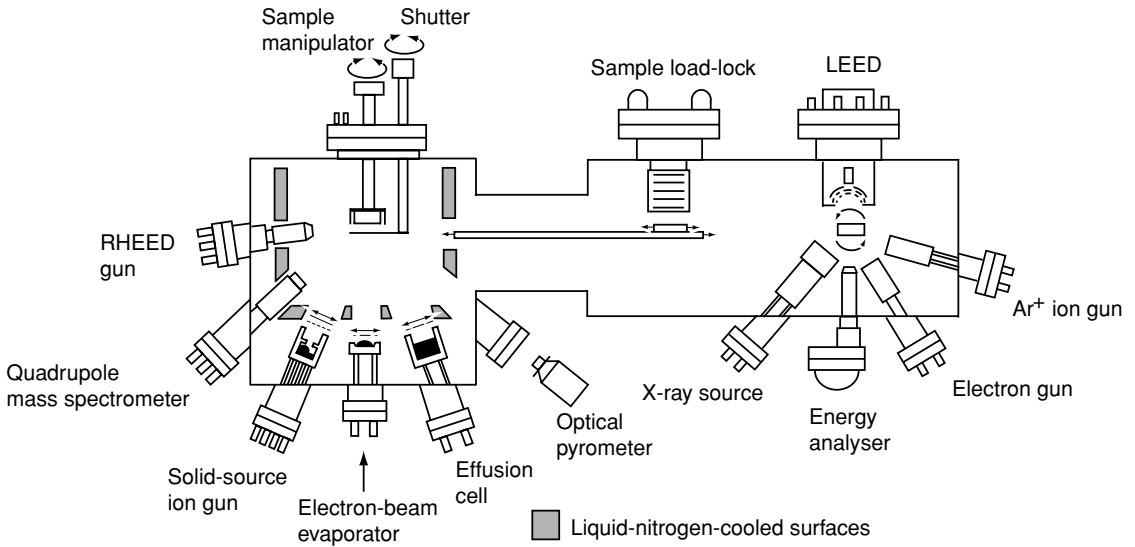 Sample
manipulator
Shutter
Sample load-lock
LEED
RHEED
gun
Ar⁺ ion gun
Quadrupole
mass spectrometer
X-ray source
Electron gun
Energy
analyser
Optical
pyrometer
Solid-source
ion gun
Effusion
cell
Electron-beam
evaporator
Liquid-nitrogen-cooled surfaces